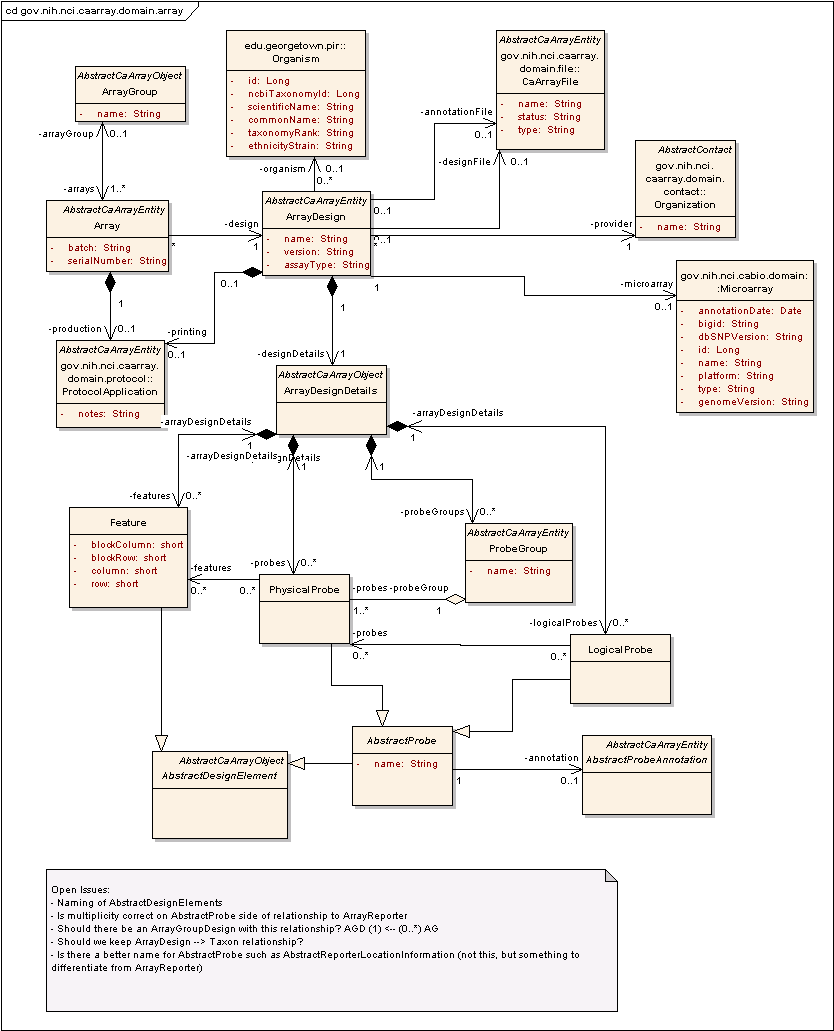 cd gov.nih.nci.caarray.domain.array
AbstractCaArrayObject
ArrayGroup
- name: String
edu.georgetown.pir::
Organism
- id: Long
- ncbiTaxonomyId: Long
- scientificName: String
- commonName: String
- taxonomyRank: String
- ethnicityStrain: String
AbstractCaArrayEntity
gov.nih.nci.caarray.
domain.file::
CaArrayFile
- name: String
- status: String
- type: String
-arrayGroup
0..1
-annotationFile
0..1
-designFile
0..1
-organism
0..1
0..*
-arrays
1..*
AbstractContact
gov.nih.nci.
caarray.domain.
contact::
Organization
- name: String
AbstractCaArrayEntity
Array
- batch: String
- serialNumber: String
AbstractCaArrayEntity
ArrayDesign
- name: String
- version: String
- assayType: String
-design
*
1
0..1
0..1
*
-provider
1
1
-microarray
0..1
gov.nih.nci.cabio.domain:
:Microarray
- annotationDate: Date
- bigid: String
- dbSNPVersion: String
- id: Long
- name: String
- platform: String
- type: String
- genomeVersion: String
1
0..1
1
-production
0..1
-printing
0..1
-designDetails
1
AbstractCaArrayEntity
gov.nih.nci.caarray.
domain.protocol::
ProtocolApplication
- notes: String
AbstractCaArrayObject
ArrayDesignDetails
-arrayDesignDetails
1
-arrayDesignDetails
1
-arrayDesignDetails
1
1
-features
0..*
-probeGroups
0..*
Feature
- blockColumn: short
- blockRow: short
- column: short
- row: short
AbstractCaArrayEntity
ProbeGroup
- name: String
-probes
0..*
-features
0..*
0..*
PhysicalProbe
-probes
-probeGroup
1..*
1
-logicalProbes
0..*
-probes
0..*
0..*
LogicalProbe
AbstractProbe
- name: String
AbstractCaArrayObject
AbstractDesignElement
-annotation
1
0..1
AbstractCaArrayEntity
AbstractProbeAnnotation
Open Issues:
- Naming of AbstractDesignElements
- Is multiplicity correct on AbstractProbe side of relationship to ArrayReporter
- Should there be an ArrayGroupDesign with this relationship? AGD (1) <-- (0..*) AG
- Should we keep ArrayDesign --> Taxon relationship?
- Is there a better name for AbstractProbe such as AbstractReporterLocationInformation (not this, but something to
differentiate from ArrayReporter)